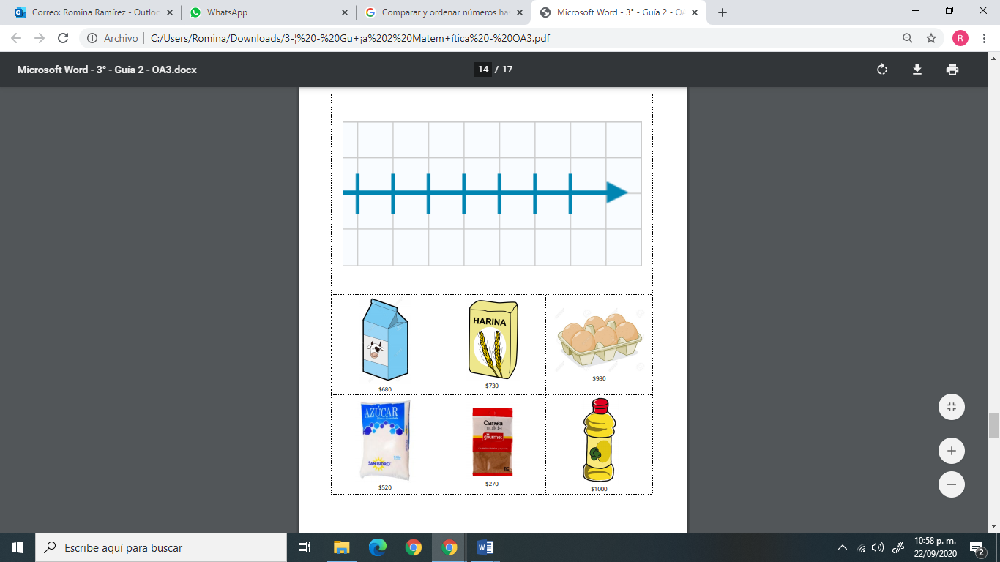 Correo: Romina Ramírez - Outloo
WhatsApp
Comparar y ordenar números has
Microsoft Word - 3° - Guía 2 - OA
Archivo
C:/Users/Romina/Downloads/3-¦%20-%20Gu+¡a%202%20Matem+ítica%20-%20OA3.pdf
R
Microsoft Word - 3° - Guía 2 - OA3.docx
14 / 17
HARINA
$680
$730
$980
AZÚCAR
SAN ISIDRO
$520
Canela
molida
gourmet
$270
$1000
Escribe aquí para buscar
10:58 p. m.
22/09/2020
2